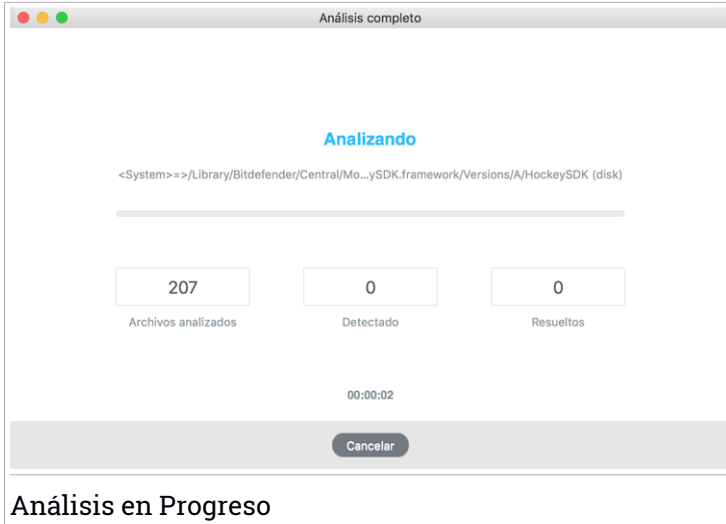 Análisis completo
Analizando
<System>=>/Library/Bitdefender/Central/Mo...ySDK.framework/Versions/A/HockeySDK (disk)
207 0 0
Archivos analizados Detectado Resueltos
00:00:02
Cancelar
Análisis en Progreso